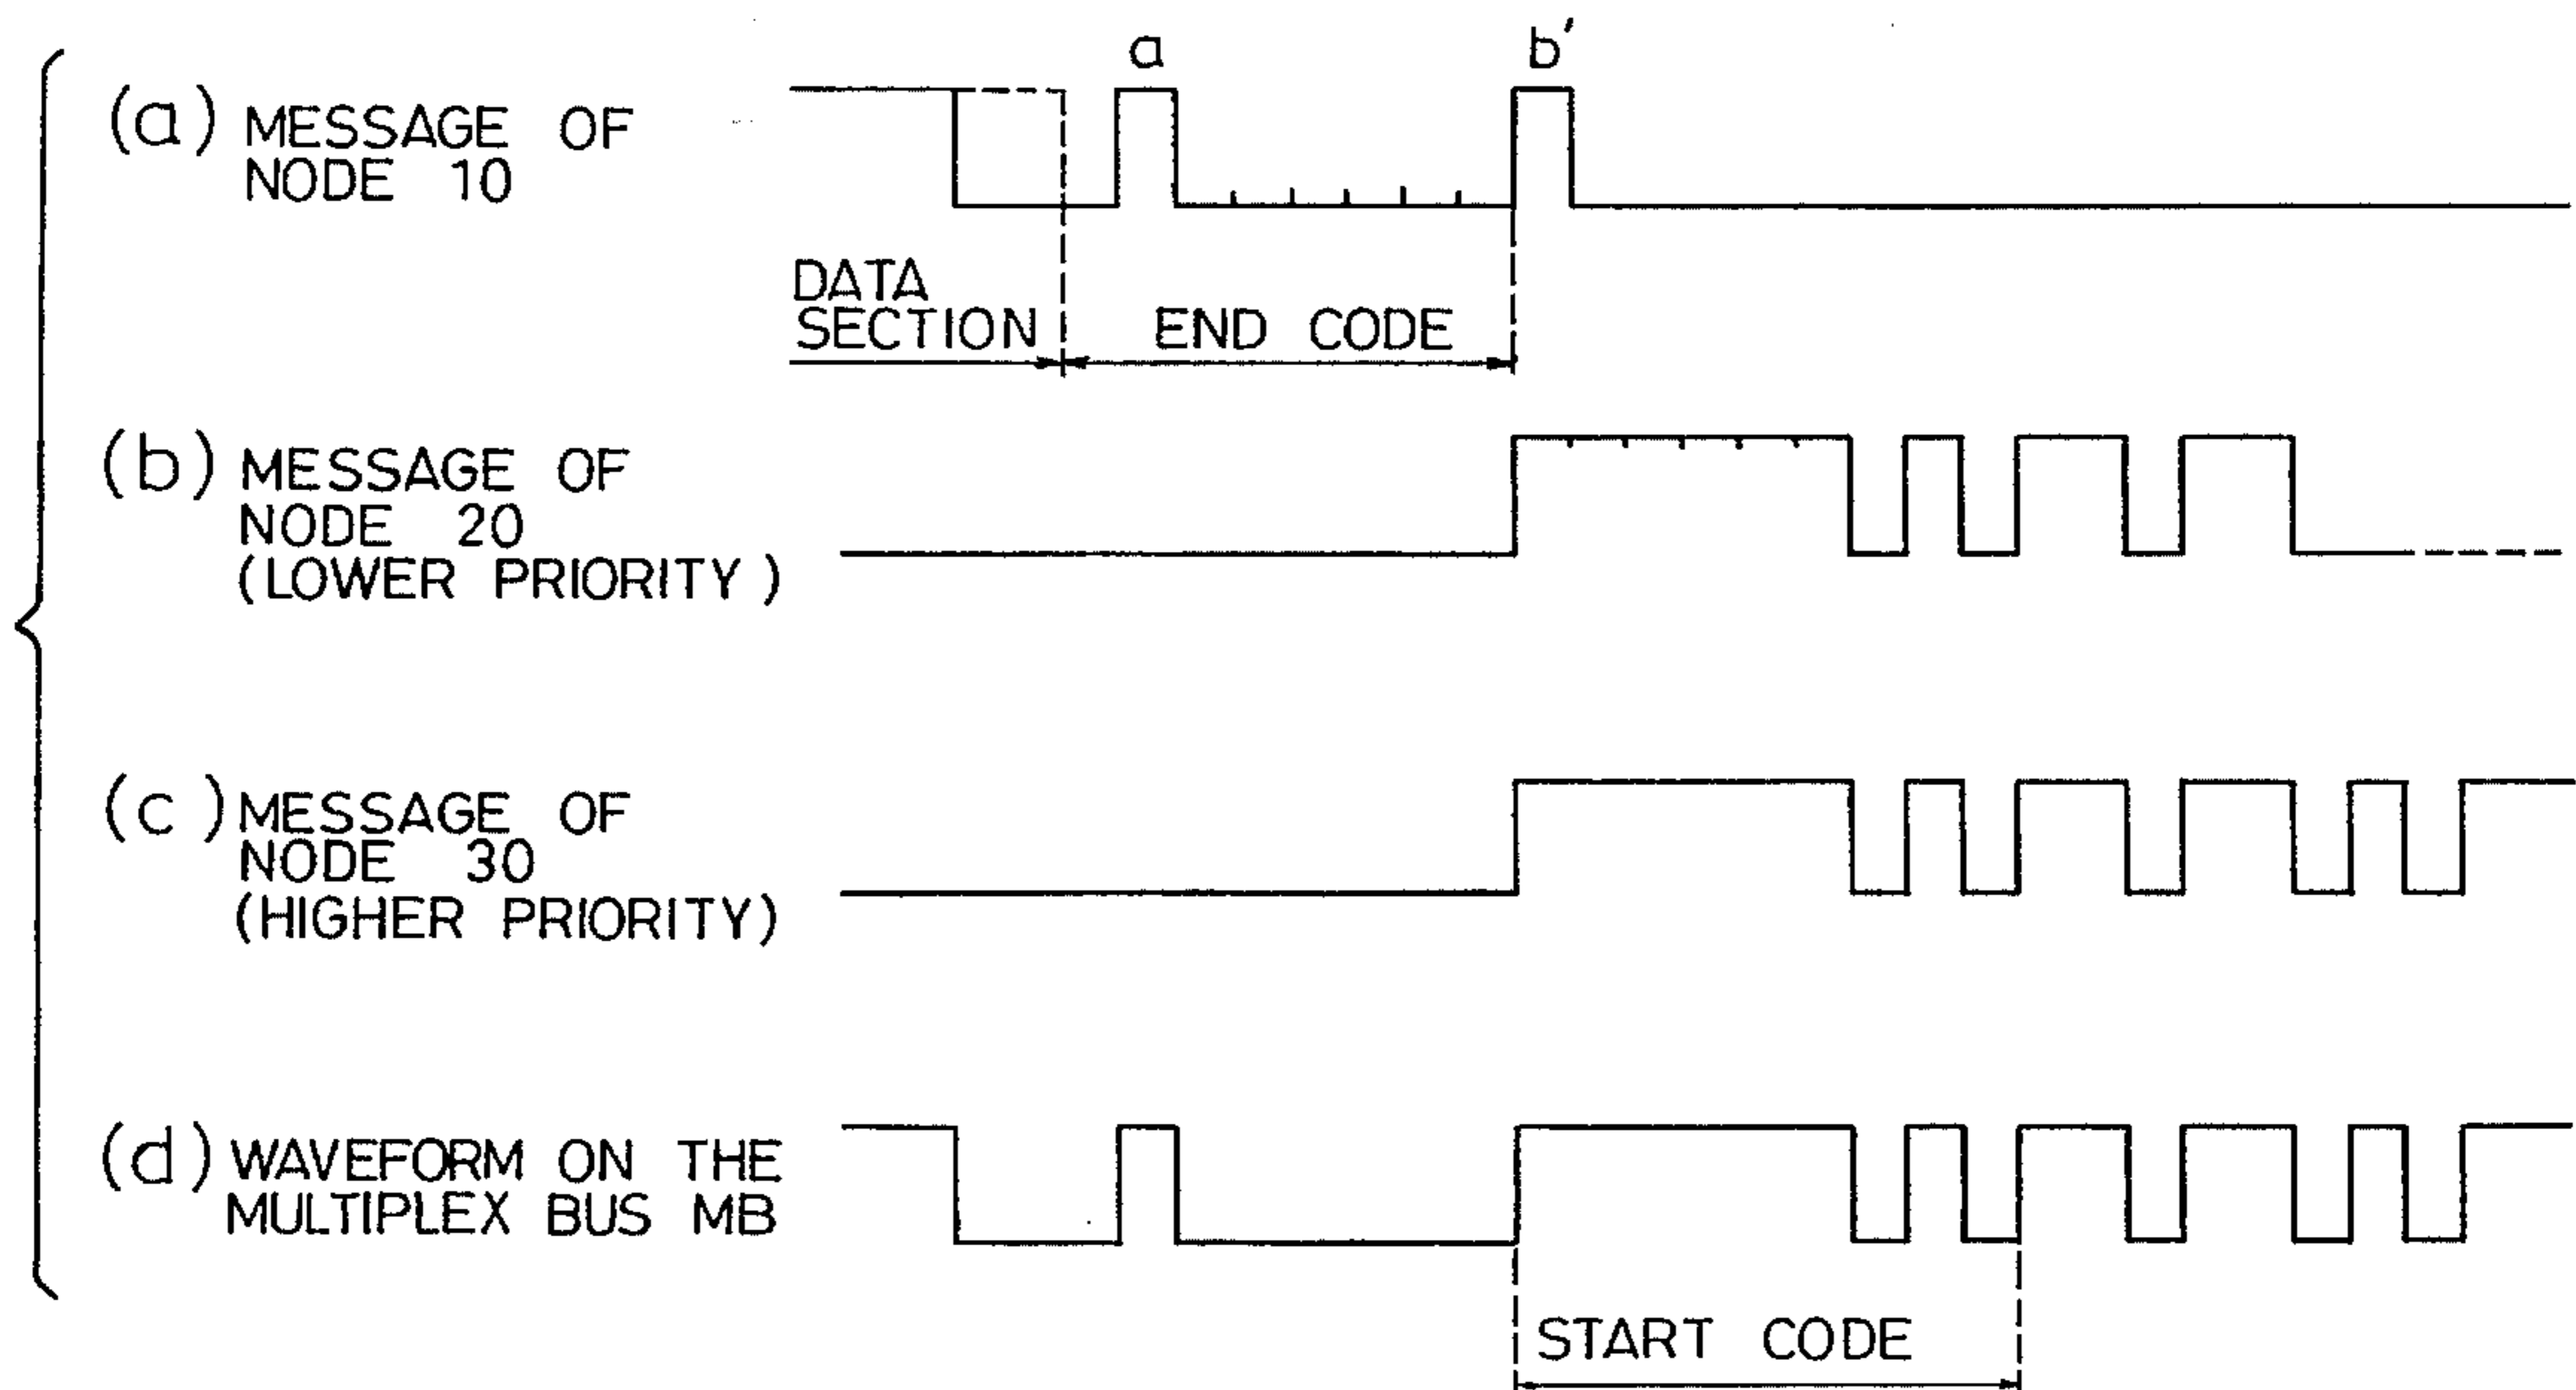 a
b'
(a) MESSAGE OF
NODE 10
DATA
SECTION
END CODE
(b) MESSAGE OF
NODE 20
(LOWER PRIORITY)
(c) MESSAGE OF
NODE 30
(HIGHER PRIORITY)
(d) WAVEFORM ON THE
MULTIPLEX BUS MB
START CODE